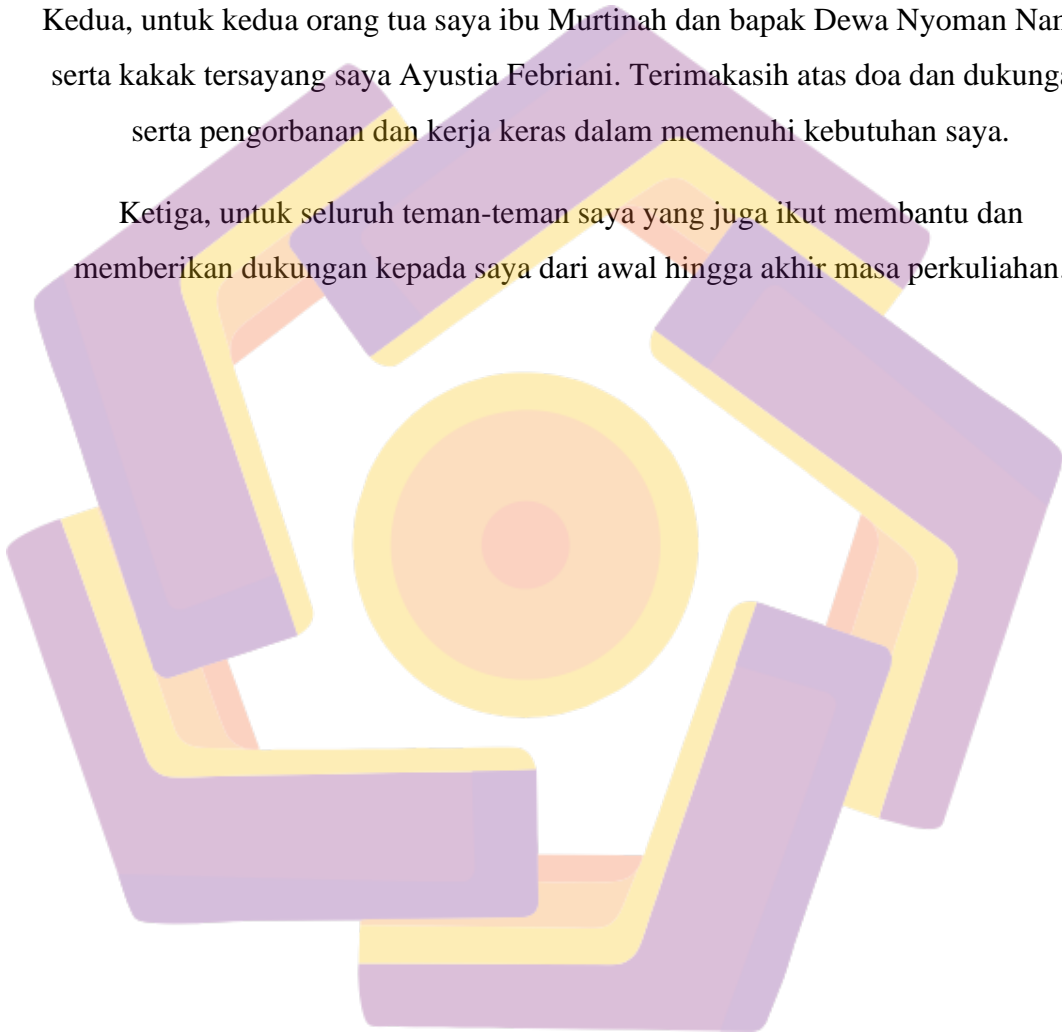 Kedua, untuk kedua orang tua saya ibu Murtinah dan bapak Dewa Nyoman
serta kakak tersayang saya Ayustia Febriani. Terimakasih atas doa dan
serta pengorbanan dan kerja keras dalam memenuhi kebutuhan saya.
Ketiga, untuk seluruh teman-teman saya yang juga ikut membantu dan
memberikan dukungan kepada saya dari awal hingga akhir masa perkuliahan.